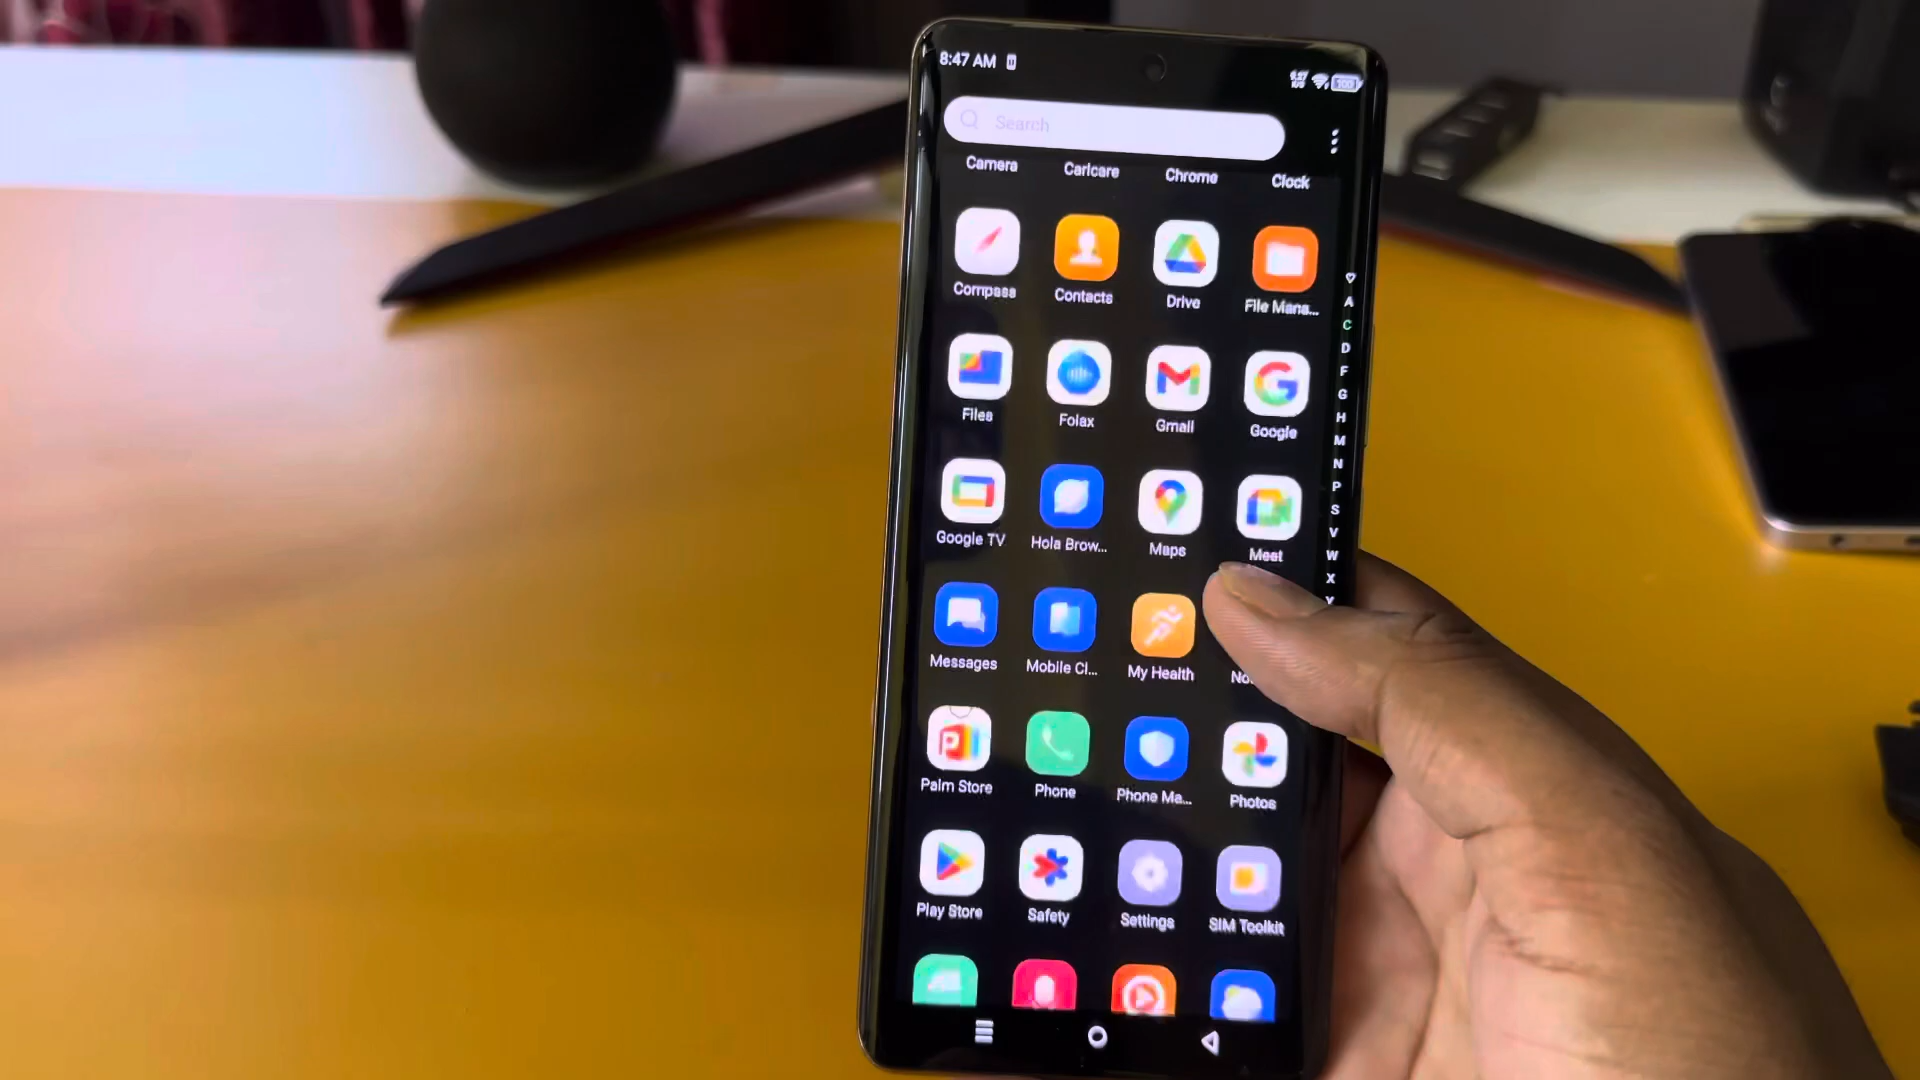 8:47 AM
100
Search
Camera Carlcare Chrome Clock
Compass Contacts Drive File Mana...
Files Folax Gmail Google
Google TV Hola Brow... Maps Meet
Messages Mobile Cl... My Health
Palm Store Phone Phone Ma... Photos
Play Store Safety Settings SIM Toolkit
A
C
D
F
G
H
M
N
P
S
V
W
X
Y